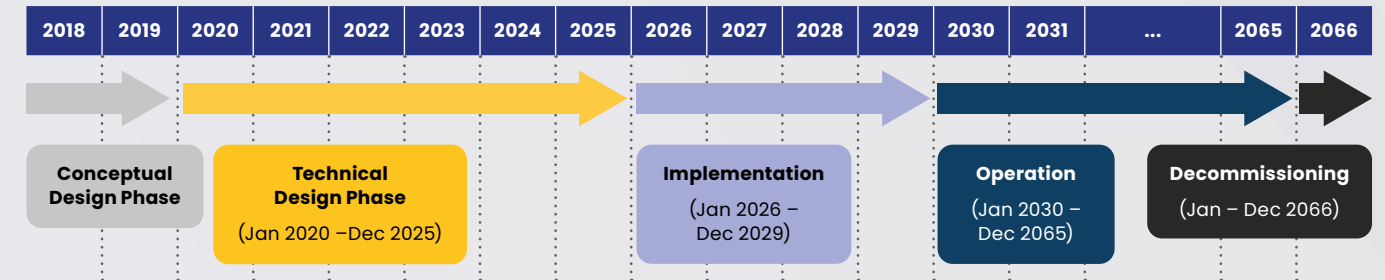 2018 2019 2020 2021 2022 2023 2024 2025 2026 2027 2028 2029 2030 2031 ... 2065 2066
Conceptual
Design Phase
Technical
Design Phase
(Jan 2020 –Dec 2025)
Implementation
(Jan 2026 –
Dec 2029)
Operation
(Jan 2030 –
Dec 2065)
Decommissioning
(Jan – Dec 2066)